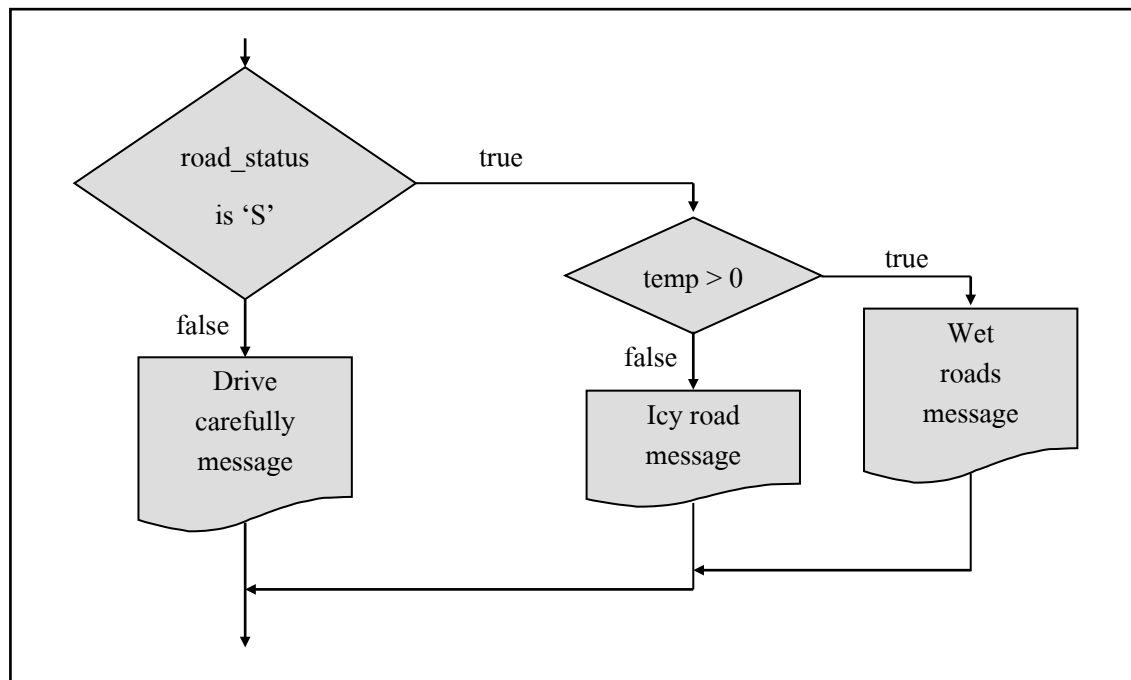 road_status
is ‘S’
true
temp > 0
true
false
Drive
carefully
message
false
Icy road
message
Wet
roads
message